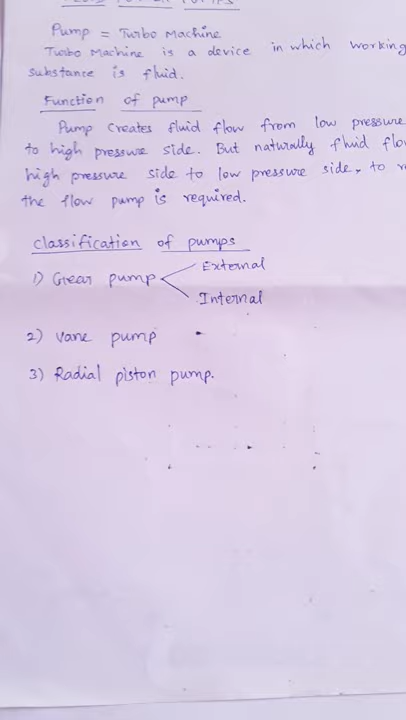 Pump = Turbo Machine
Turbo Machine is a device in which working
substance is fluid.
Function of pump
Pump creates fluid flow from low pressure
to high pressure side. But naturally fluid flo
high pressure side to low pressure side, to r
the flow pump is required.
Classification of pumps
1) Gear pump External
Internal
2) Vane pump
3) Radial piston pump.